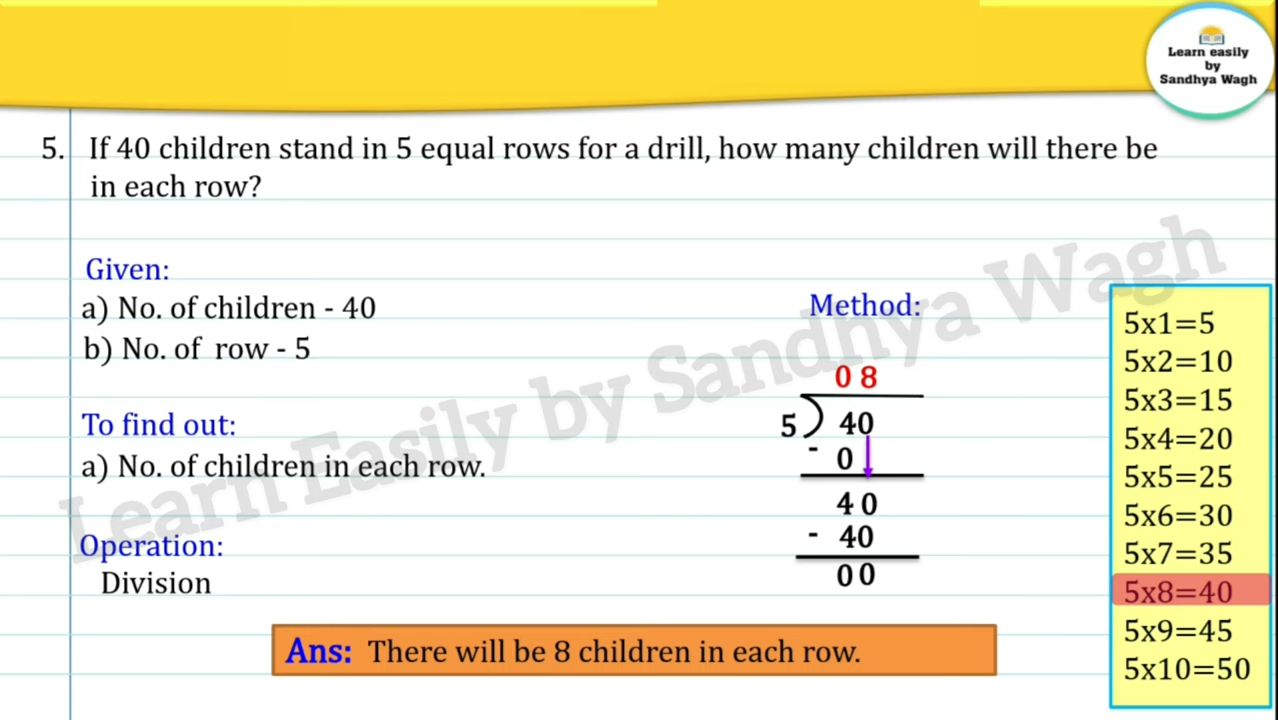 Learn easily
by
Sandhya Wagh
5. If 40 children stand in 5 equal rows for a drill, how many children will there be
in each row?
Given:
a) No. of children - 40
b) No. of row - 5
To find out:
a) No. of children in each row.
Operation:
Division
Method:
0 8
5 ) 40
- 0
4 0
- 40
0 0
5x1=5
5x2=10
5x3=15
5x4=20
5x5=25
5x6=30
5x7=35
5x8=40
5x9=45
5x10=50
Ans: There will be 8 children in each row.
Learn Easily by Sandhya Wagh